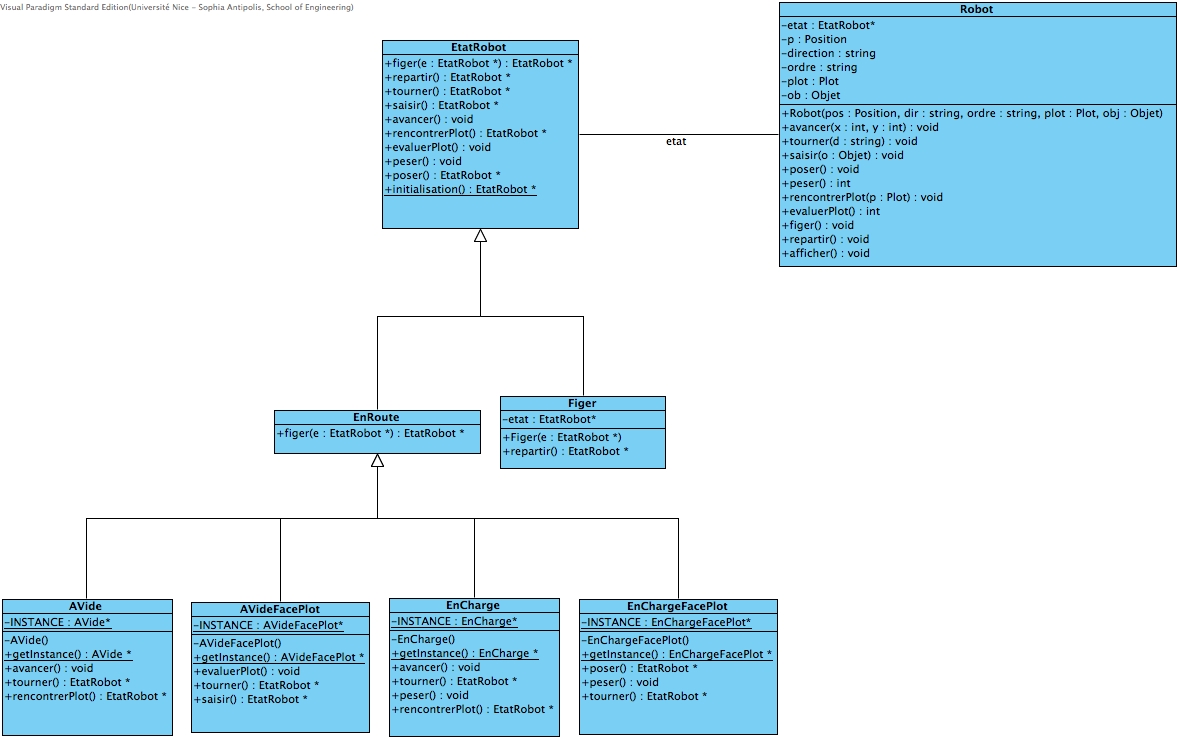 Visual Paradigm Standard Edition(Université Nice - Sophia Antipolis, School of Engineering)
Robot
-etat : EtatRobot*
-p : Position
-direction : string
-ordre : string
-plot : Plot
-ob : Objet
+Robot(pos : Position, dir : string, ordre : string, plot : Plot, obj : Objet)
+avancer(x : int, y : int) : void
+tourner(d : string) : void
+saisir(o : Objet) : void
+poser() : void
+peser() : int
+rencontrerPlot(p : Plot) : void
+evaluerPlot() : int
+figer() : void
+repartir() : void
+afficher() : void
EtatRobot
+figer(e : EtatRobot *) : EtatRobot *
+repartir() : EtatRobot *
+tourner() : EtatRobot *
+saisir() : EtatRobot *
+avancer() : void
+rencontrerPlot() : EtatRobot *
+evaluerPlot() : void
+peser() : void
+poser() : EtatRobot *
+initialisation() : EtatRobot *
etat
EnRoute
+figer(e : EtatRobot *) : EtatRobot *
Figer
-etat : EtatRobot*
+Figer(e : EtatRobot *)
+repartir() : EtatRobot *
AVide
-INSTANCE : AVide*
-AVide()
+getInstance() : AVide *
+avancer() : void
+tourner() : EtatRobot *
+rencontrerPlot() : EtatRobot *
AVideFacePlot
-INSTANCE : AVideFacePlot*
-AVideFacePlot()
+getInstance() : AVideFacePlot *
+evaluerPlot() : void
+tourner() : EtatRobot *
+saisir() : EtatRobot *
EnCharge
-INSTANCE : EnCharge*
-EnCharge()
+getInstance() : EnCharge *
+avancer() : void
+tourner() : EtatRobot *
+peser() : void
+rencontrerPlot() : EtatRobot *
EnChargeFacePlot
-INSTANCE : EnChargeFacePlot*
-EnChargeFacePlot()
+getInstance() : EnChargeFacePlot *
+poser() : EtatRobot *
+peser() : void
+tourner() : EtatRobot *